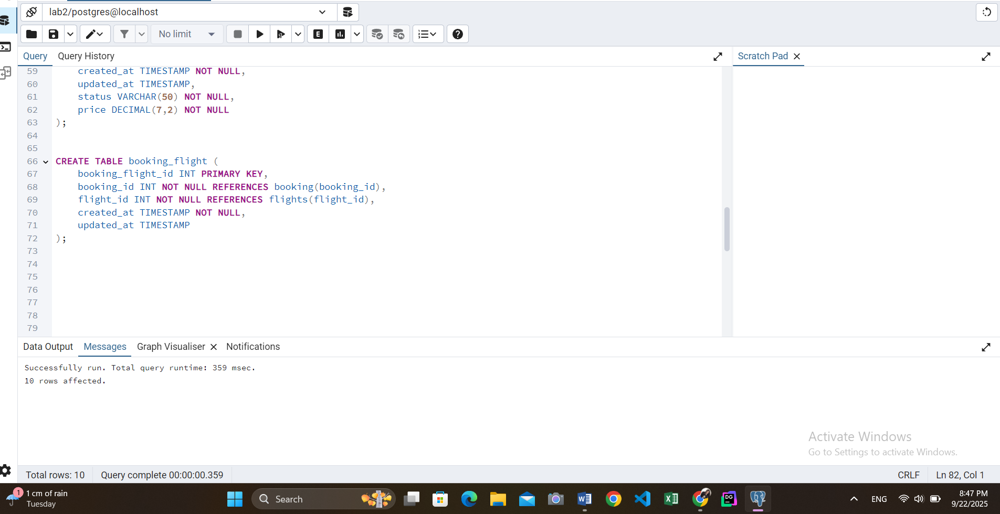 lab2/postgres@localhost
No limit
E
Query Query History
Scratch Pad
59 created_at TIMESTAMP NOT NULL,
60 updated_at TIMESTAMP,
61 status VARCHAR(50) NOT NULL,
62 price DECIMAL(7,2) NOT NULL
63 );
64
65
66 CREATE TABLE booking_flight (
67 booking_flight_id INT PRIMARY KEY,
68 booking_id INT NOT NULL REFERENCES booking(booking_id),
69 flight_id INT NOT NULL REFERENCES flights(flight_id),
70 created_at TIMESTAMP NOT NULL,
71 updated_at TIMESTAMP
72 );
73
74
75
76
77
78
79
Data Output Messages Graph Visualiser Notifications
Successfully run. Total query runtime: 359 msec.
10 rows affected.
Activate Windows
Go to Settings to activate Windows.
Total rows: 10 Query complete 00:00:00.359 CRLF Ln 82, Col 1
1
1 cm of rain
Tuesday
Search
DG
ENG
8:47 PM
9/22/2025